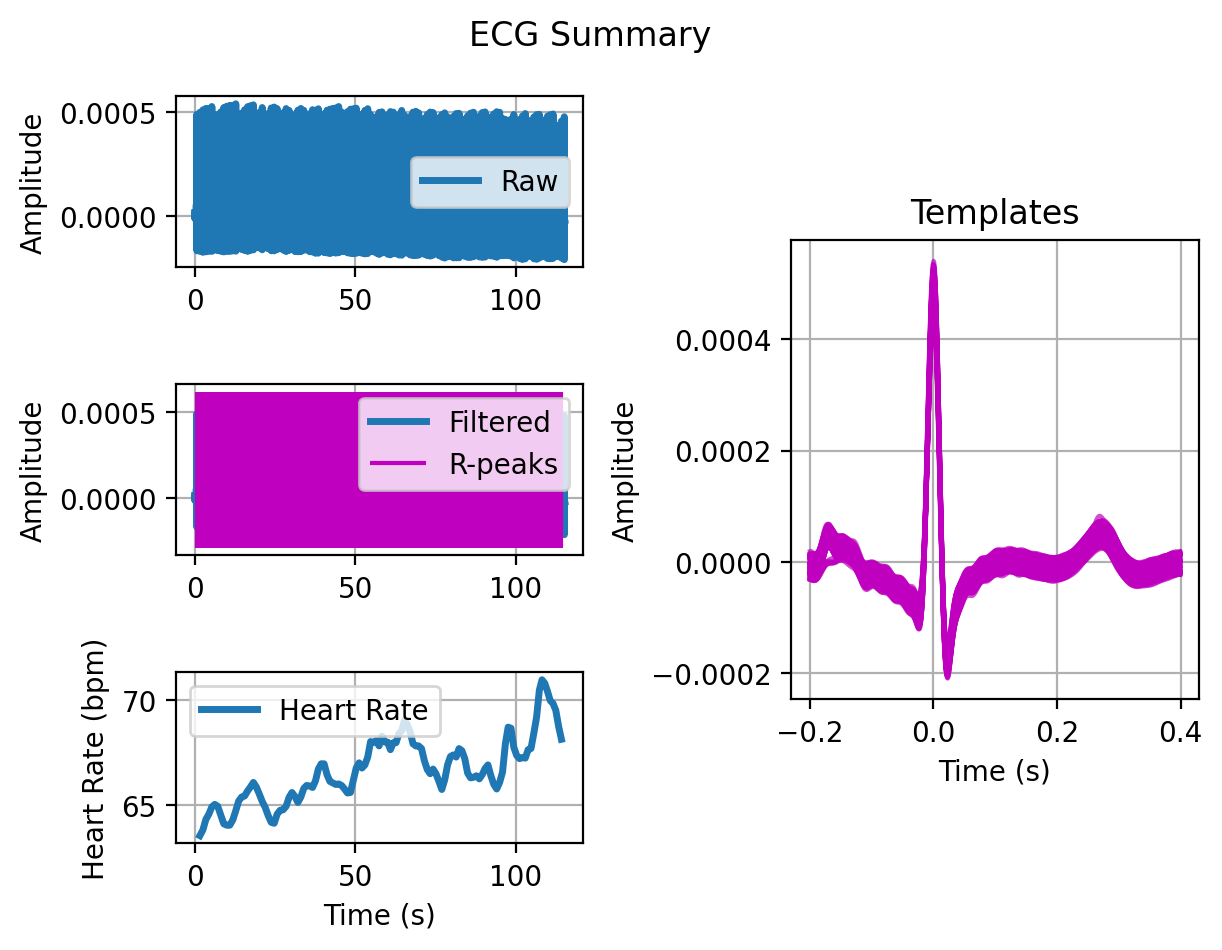 ECG Summary
Amplitude
0.0005
0.0000
Raw
0
50
100
Amplitude
0.0005
0.0000
Filtered
R-peaks
0
50
100
Heart Rate (bpm)
70
65
Heart Rate
0
50
100
Time (s)
Templates
Amplitude
0.0004
0.0002
0.0000
−0.0002
−0.2
0.0
0.2
0.4
Time (s)